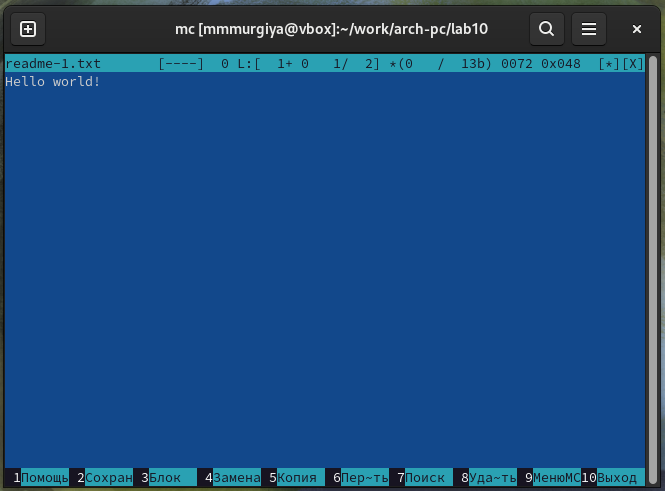 mc [mmmurgiya@vbox]:~/work/arch-pc/lab10
readme-1.txt [----] 0 L:[ 1+ 0 1/ 2] *(0 / 13b) 0072 0x048 [*][X]
Hello world!
1Помощь 2Сохран 3Блок 4Замена 5Копия 6Пер~ть 7Поиск 8Уда~ть 9МенюMC 10Выход